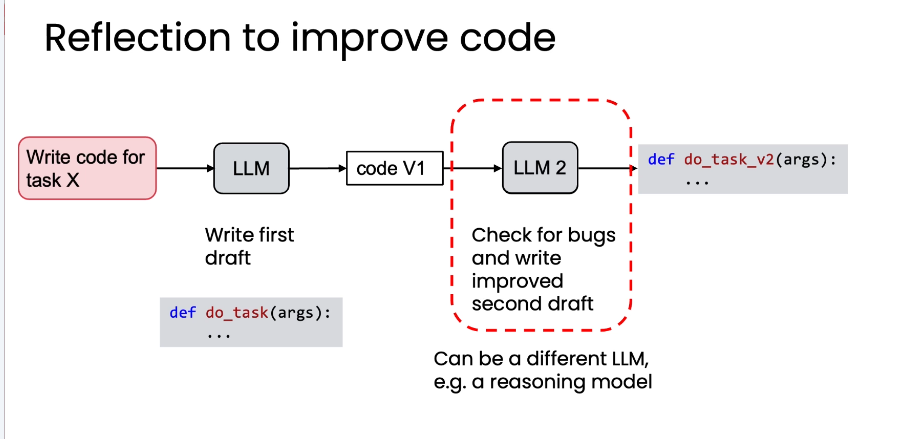 Reflection to improve code
Write code for
task X
LLM
code V1
LLM 2
def do_task_v2(args):
...
Write first
draft
Check for bugs
and write
improved
second draft
def do_task(args):
...
Can be a different LLM,
e.g. a reasoning model